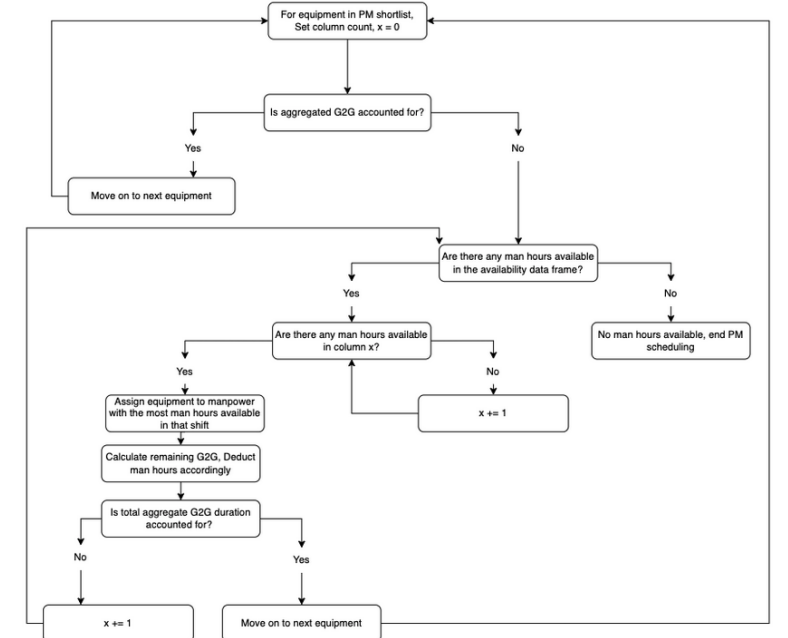 For equipment in PM shortlist,
Set column count, x = 0
Is aggregated G2G accounted for?
Yes
No
Move on to next equipment
Are there any man hours available
in the availability data frame?
Yes
No
Are there any man hours available
in column x?
No man hours available, end PM
scheduling
Yes
No
Assign equipment to manpower
with the most man hours available
in that shift
x += 1
Calculate remaining G2G, Deduct
man hours accordingly
Is total aggregate G2G duration
accounted for?
No
Yes
x += 1
Move on to next equipment